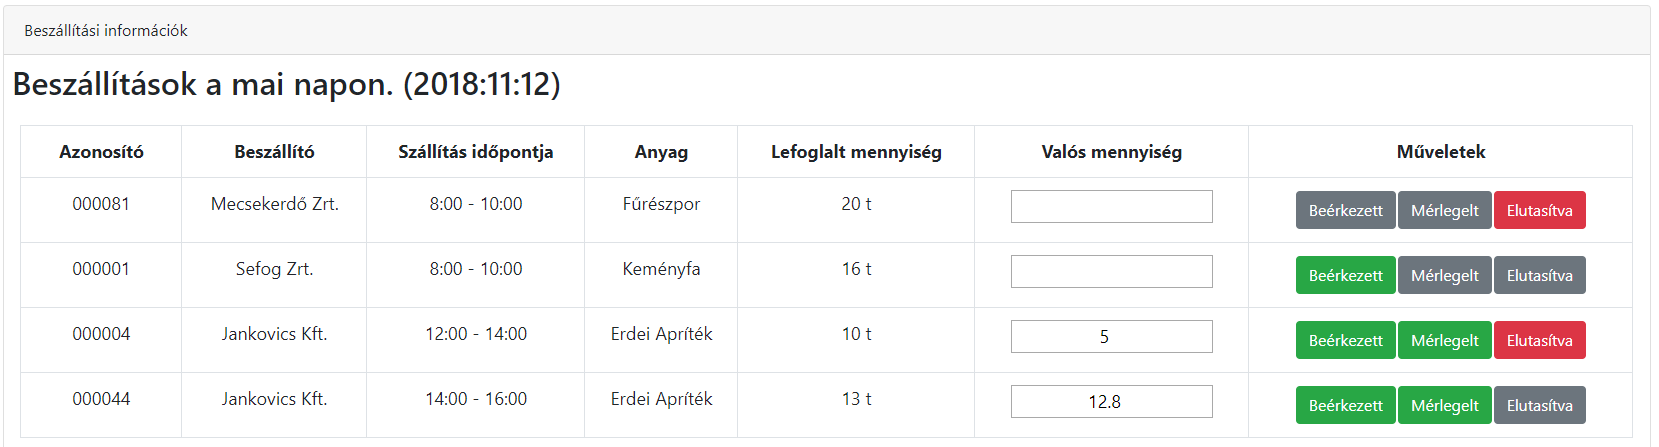 Beszállítási információk
Beszállítások a mai napon. (2018:11:12)
Azonosító Beszállító Szállítás időpontja Anyag Lefoglalt mennyiség Valós mennyiség Műveletek
000081 Mecsekerdő Zrt. 8:00 - 10:00 Fűrészpor 20 t Beérkezett Mérlegelt Elutasítva
000001 Sefog Zrt. 8:00 - 10:00 Keményfa 16 t Beérkezett Mérlegelt Elutasítva
000004 Jankovics Kft. 12:00 - 14:00 Erdei Apríték 10 t 5 Beérkezett Mérlegelt Elutasítva
000044 Jankovics Kft. 14:00 - 16:00 Erdei Apríték 13 t 12.8 Beérkezett Mérlegelt Elutasítva